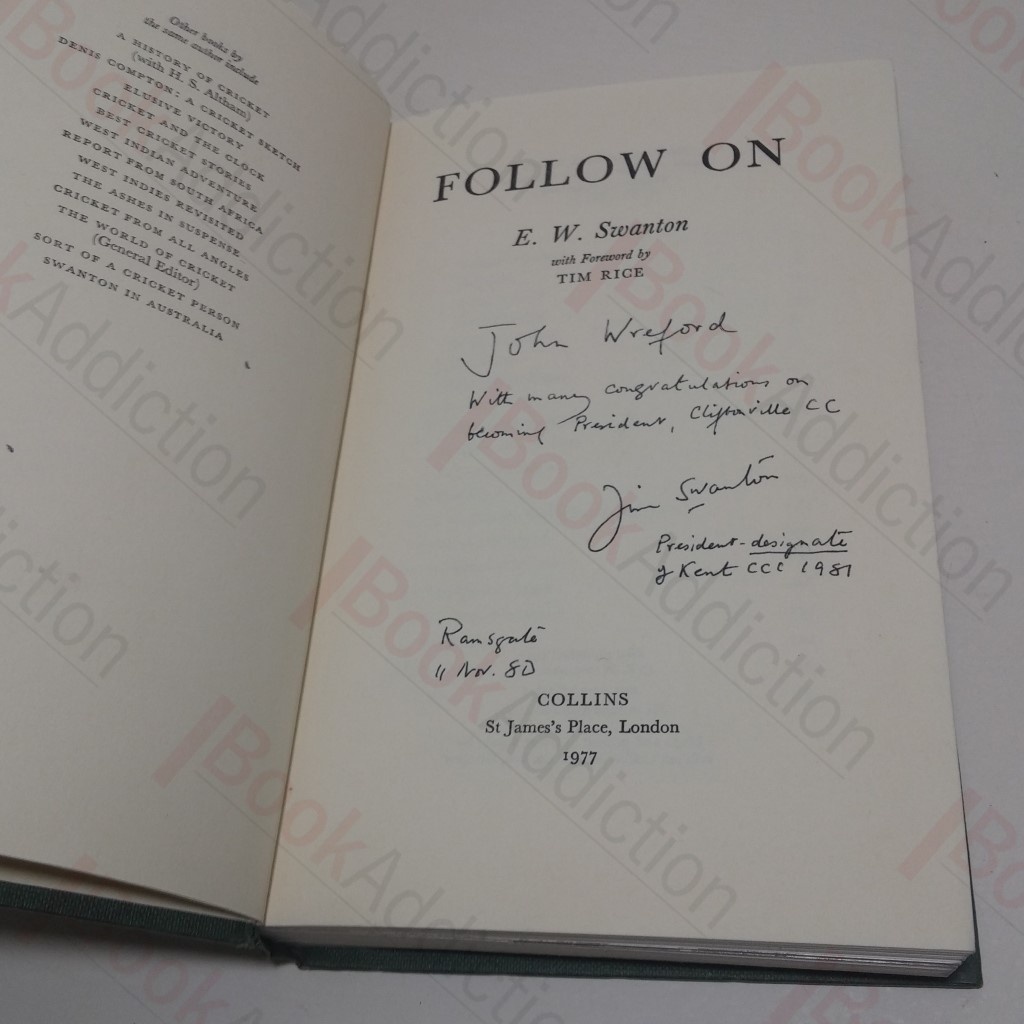 Other books by
the same author include
A HISTORY OF CRICKET
(with H. S. Altham)
DENIS COMPTON: A CRICKET SKETCH
ELUSIVE VICTORY
CRICKET AND THE CLOCK
BEST CRICKET STORIES
WEST INDIAN ADVENTURE
REPORT FROM SOUTH AFRICA
WEST INDIES REVISITED
THE ASHES IN SUSPENSE
CRICKET FROM ALL ANGLES
THE WORLD OF CRICKET
(General Editor)
SORT OF A CRICKET PERSON
SWANTON IN AUSTRALIA
FOLLOW ON
E. W. Swanton
with Foreword by
TIM RICE
John Wreford
With many congratulations on
becoming President, Cliftonville CC
Jim Swanton
President-designate
of Kent CCC 1981
Ramsgate
11 Nov. 80
COLLINS
St James's Place, London
1977
BookAddiction